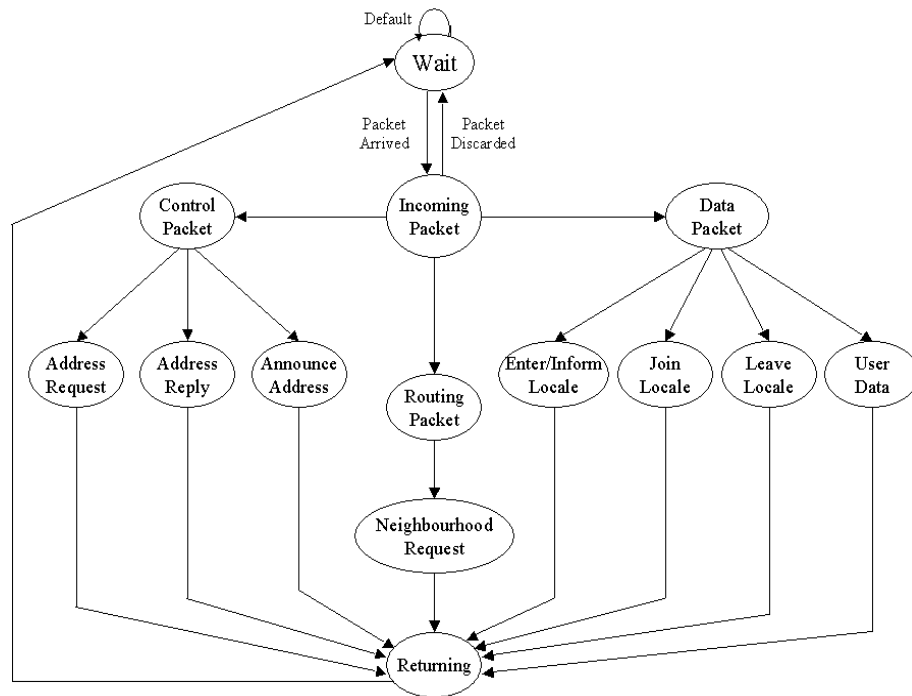 Default
Wait
Packet
Arrived
Packet
Discarded
Control
Packet
Incoming
Packet
Data
Packet
Address
Request
Address
Reply
Announce
Address
Routing
Packet
Enter/Inform
Locale
Join
Locale
Leave
Locale
User
Data
Neighbourhood
Request
Returning